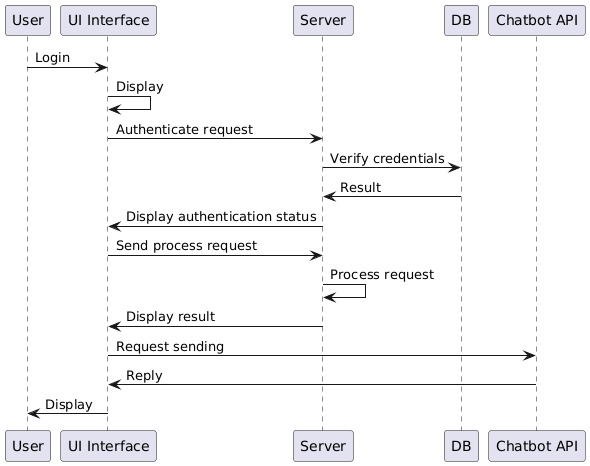 User UI Interface Server DB Chatbot API
Login
Display
Authenticate request
Verify credentials
Result
Display authentication status
Send process request
Process request
Display result
Request sending
Reply
Display
User UI Interface Server DB Chatbot API